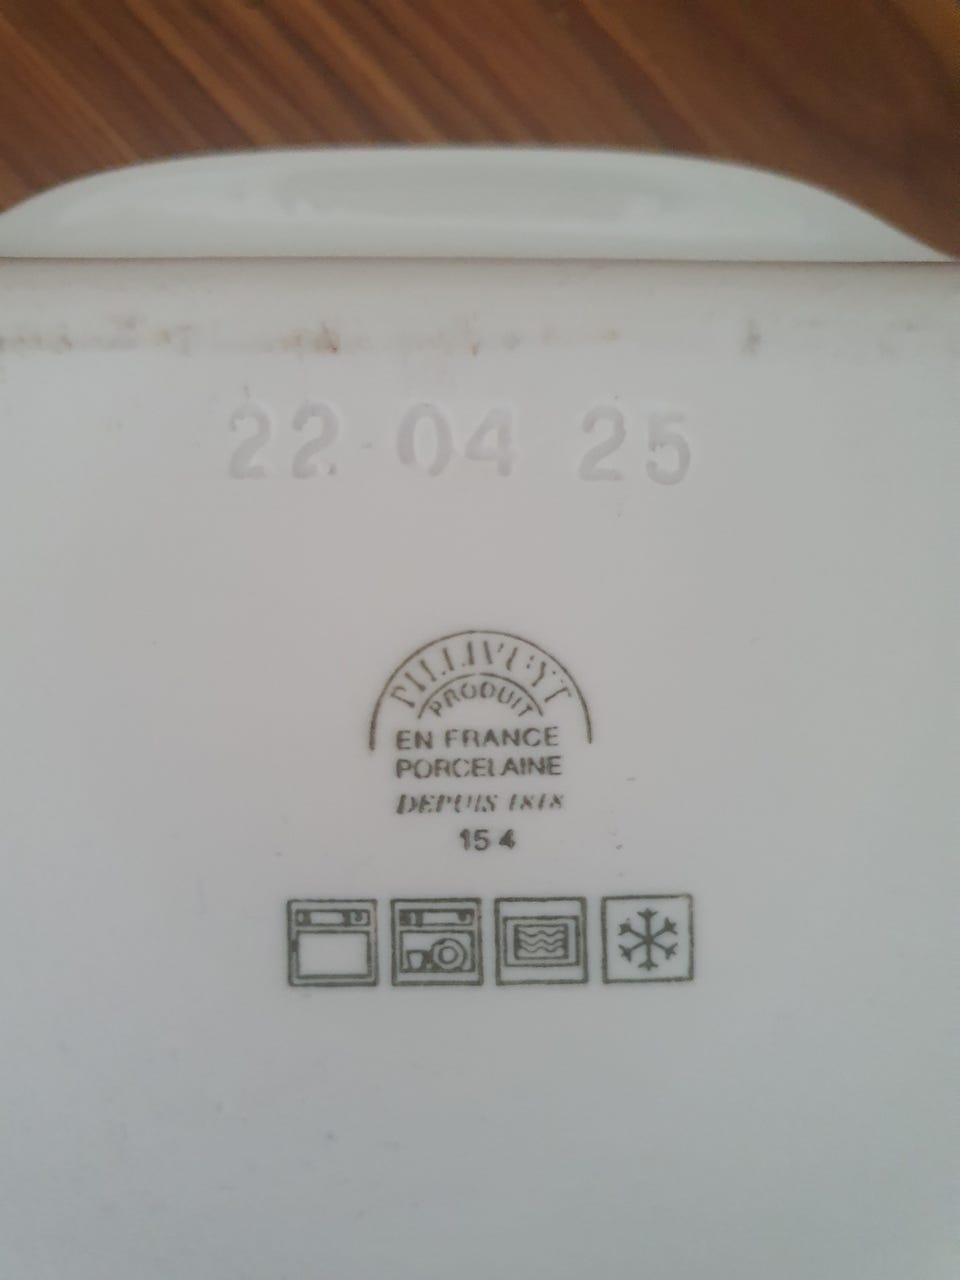 22 04 25
PILLIVUYT
PRODUIT
EN FRANCE
PORCELAINE
DEPUIS 1818
15 4